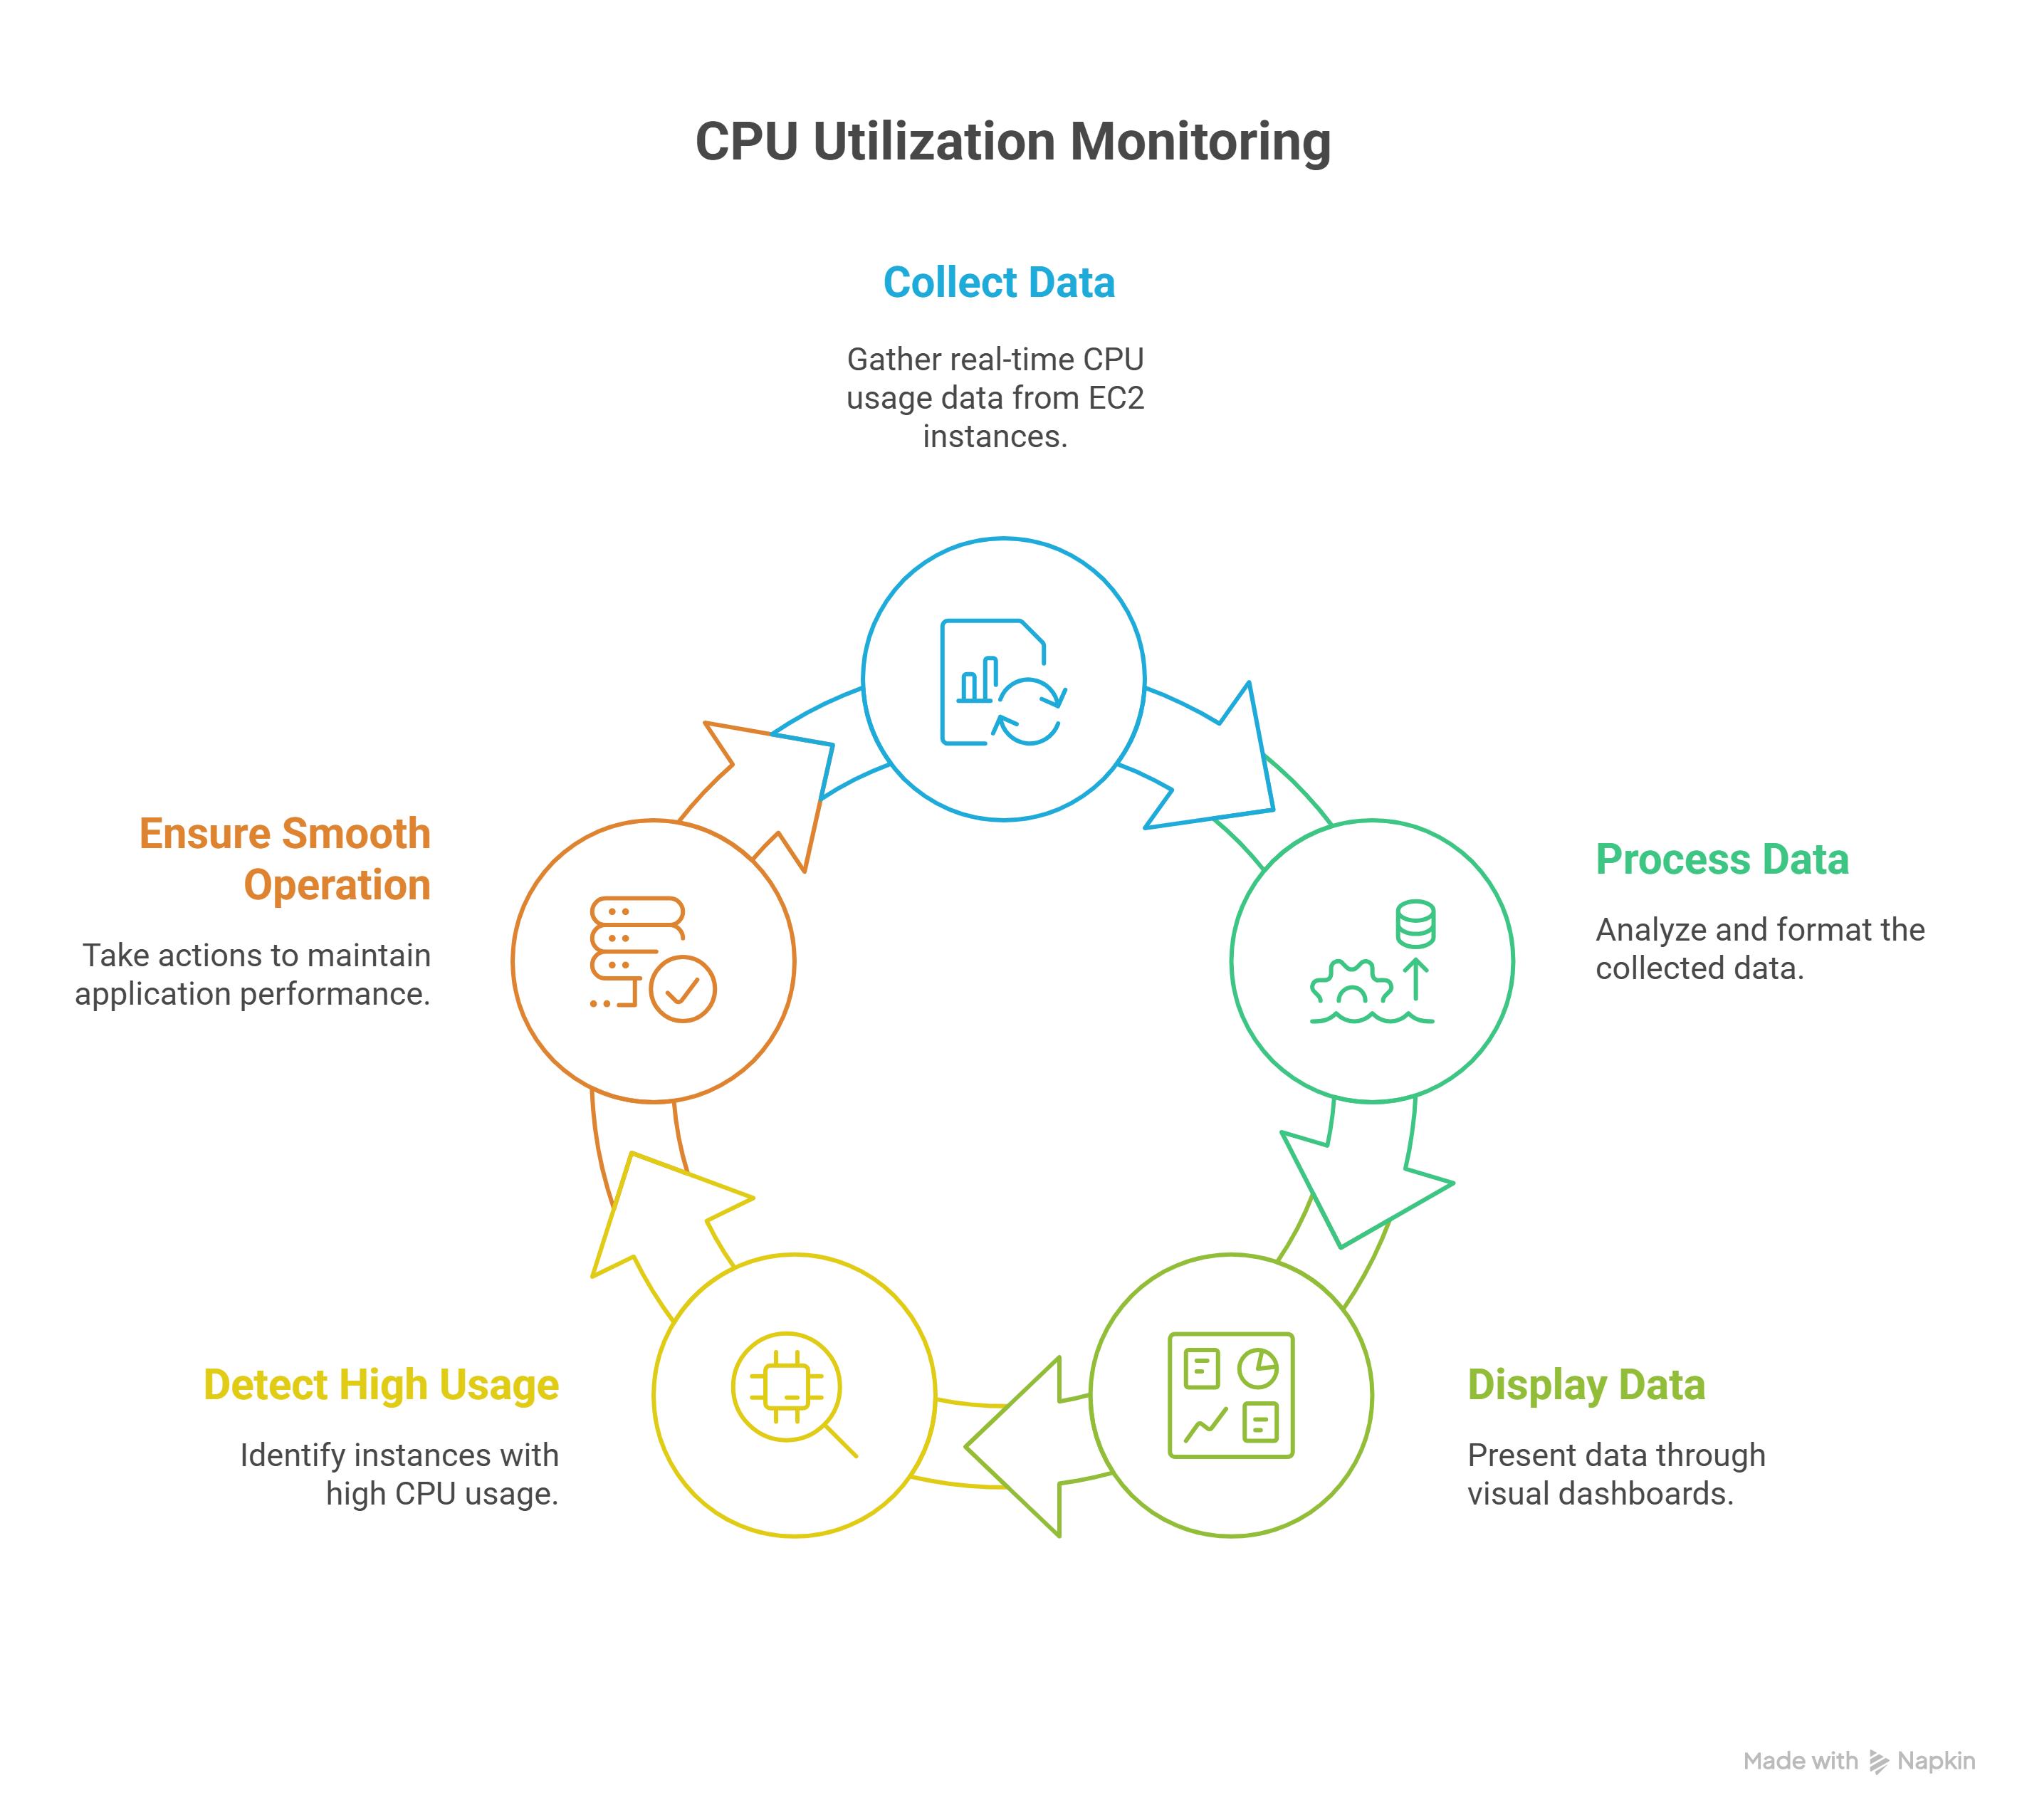 CPU Utilization Monitoring
Collect Data
Gather real-time CPU
usage data from EC2
instances.
Process Data
Analyze and format the
collected data.
Display Data
Present data through
visual dashboards.
Detect High Usage
Identify instances with
high CPU usage.
Ensure Smooth
Operation
Take actions to maintain
application performance.
Made with Napkin